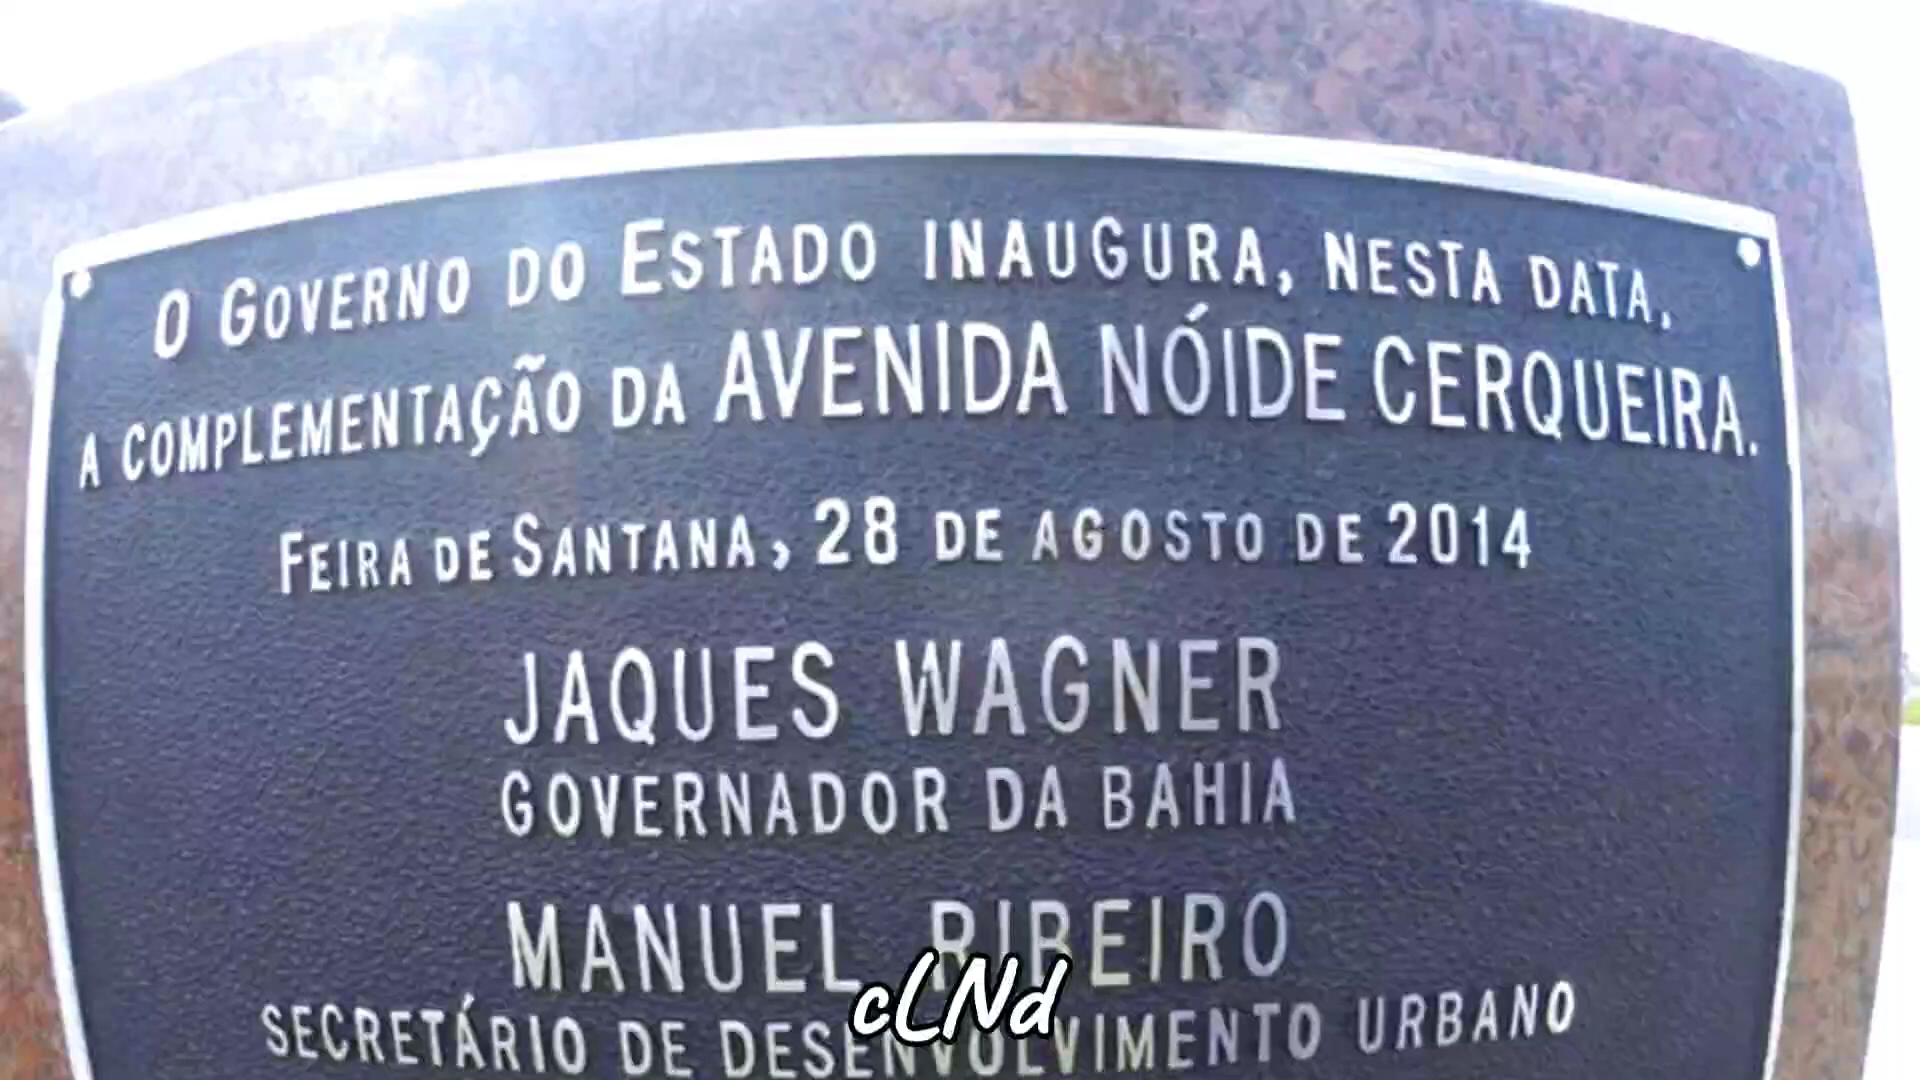 O GOVERNO DO ESTADO INAUGURA, NESTA DATA,
A COMPLEMENTAÇÃO DA AVENIDA NÓIDE CERQUEIRA.
FEIRA DE SANTANA, 28 DE AGOSTO DE 2014
JAQUES WAGNER
GOVERNADOR DA BAHIA
MANUEL RIBEIRO
cLNd
SECRETÁRIO DE DESENVOLVIMENTO URBANO